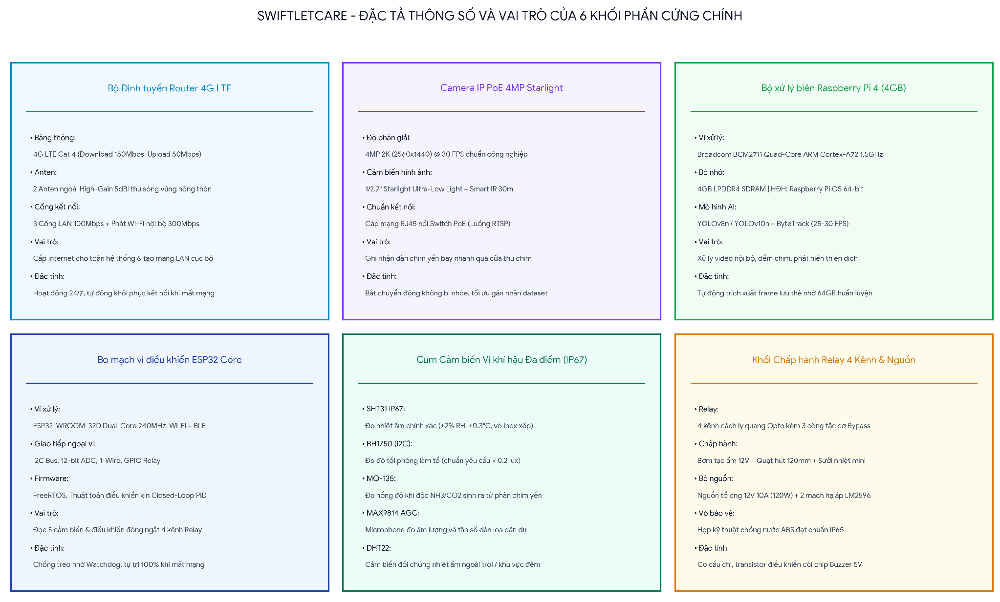 SWIFTLETCARE - ĐẶC TẢ THÔNG SỐ VÀ VAI TRÒ CỦA 6 KHỐI PHẦN CỨNG CHÍNH
Bộ Định tuyến Router 4G LTE
• Băng thông:
4G LTE Cat 4 (Download 150Mbps, Upload 50Mbps)
• Anten:
2 Anten ngoài High-Gain 5dBi thu sóng vùng nông thôn
• Cổng kết nối:
3 Cổng LAN 100Mbps + Phát Wi-Fi nội bộ 300Mbps
• Vai trò:
Cấp Internet cho toàn hệ thống & tạo mạng LAN cục bộ
• Đặc tính:
Hoạt động 24/7, tự động khôi phục kết nối khi mất mạng
Camera IP PoE 4MP Starlight
• Độ phân giải:
4MP 2K (2560x1440) @ 30 FPS chuẩn công nghiệp
• Cảm biến hình ảnh:
1/2.7" Starlight Ultra-Low Light + Smart IR 30m
• Chuẩn kết nối:
Cáp mạng RJ45 nối Switch PoE (Luồng RTSP)
• Vai trò:
Ghi nhận đàn chim yến bay nhanh qua cửa thu chim
• Đặc tính:
Bắt chuyển động không bị nhòe, tối ưu gán nhãn dataset
Bộ xử lý biên Raspberry Pi 4 (4GB)
• Vi xử lý:
Broadcom BCM2711 Quad-Core ARM Cortex-A72 1.5GHz
• Bộ nhớ:
4GB LPDDR4 SDRAM | HĐH: Raspberry Pi OS 64-bit
• Mô hình AI:
YOLOv8n / YOLOv10n + ByteTrack (25-30 FPS)
• Vai trò:
Xử lý video nội bộ, đếm chim, phát hiện thiên địch
• Đặc tính:
Tự động trích xuất frame lưu thẻ nhớ 64GB huấn luyện
Bo mạch vi điều khiển ESP32 Core
• Vi xử lý:
ESP32-WROOM-32D Dual-Core 240MHz, Wi-Fi + BLE
• Giao tiếp ngoại vi:
I2C Bus, 12-bit ADC, 1-Wire, GPIO Relay
• Firmware:
FreeRTOS, Thuật toán điều khiển kín Closed-Loop PID
• Vai trò:
Đọc 5 cảm biến & điều khiển đóng ngắt 4 kênh Relay
• Đặc tính:
Chống treo nhờ Watchdog, tự trị 100% khi mất mạng
Cụm Cảm biến Vi khí hậu Đa điểm (IP67)
• SHT31 IP67:
Đo nhiệt ẩm chính xác (±2% RH, ±0.3°C, vỏ Inox xốp)
• BH1750 (I2C):
Đo độ tối phòng làm tổ (chuẩn yêu cầu < 0.2 lux)
• MQ-135:
Đo nồng độ khí độc NH3/CO2 sinh ra từ phân chim yến
• MAX9814 AGC:
Microphone đo âm lượng và tần số dàn loa dẫn dụ
• DHT22:
Cảm biến đối chứng nhiệt ẩm ngoài trời / khu vực đệm
Khối Chấp hành Relay 4 Kênh & Nguồn
• Relay:
4 kênh cách ly quang Opto kèm 3 công tắc cơ Bypass
• Chấp hành:
Bơm tạo ẩm 12V + Quạt hút 120mm + Sưởi nhiệt mini
• Bộ nguồn:
Nguồn tổ ong 12V 10A (120W) + 2 mạch hạ áp LM2596
• Vỏ bảo vệ:
Hộp kỹ thuật chống nước ABS đạt chuẩn IP65
• Đặc tính:
Có cầu chì, transistor điều khiển còi chip Buzzer 5V